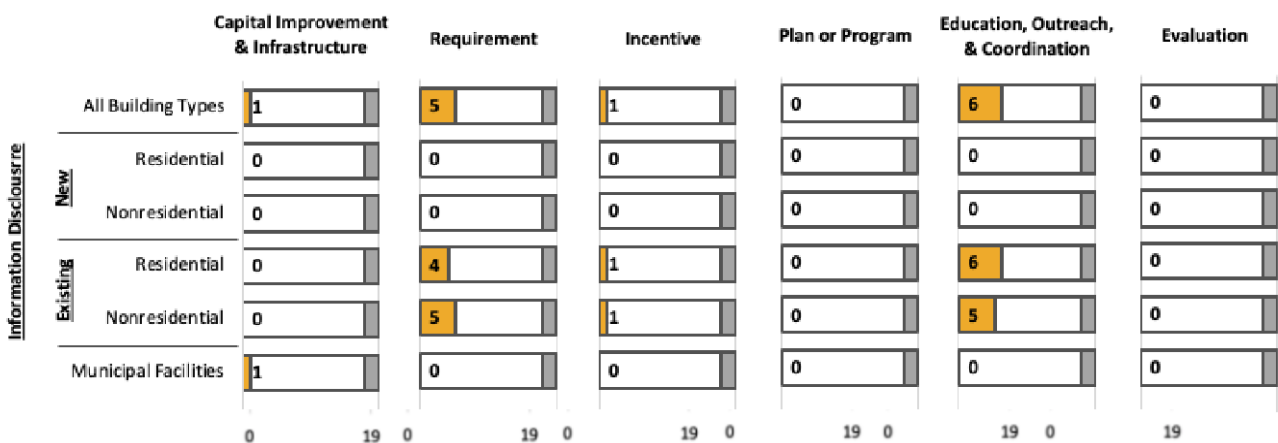 Capital Improvement
& Infrastructure
Requirement
Incentive
Plan or Program
Education, Outreach,
& Coordination
Evaluation
Information Disclousrre
All Building Types 1 5 1 0 6 0
New
Residential 0 0 0 0 0 0
Nonresidential 0 0 0 0 0 0
Existing
Residential 0 4 1 0 6 0
Nonresidential 0 5 1 0 5 0
Municipal Facilities 1 0 0 0 0 0
0 19 0 19 0 19 0 19 0 19 0 19